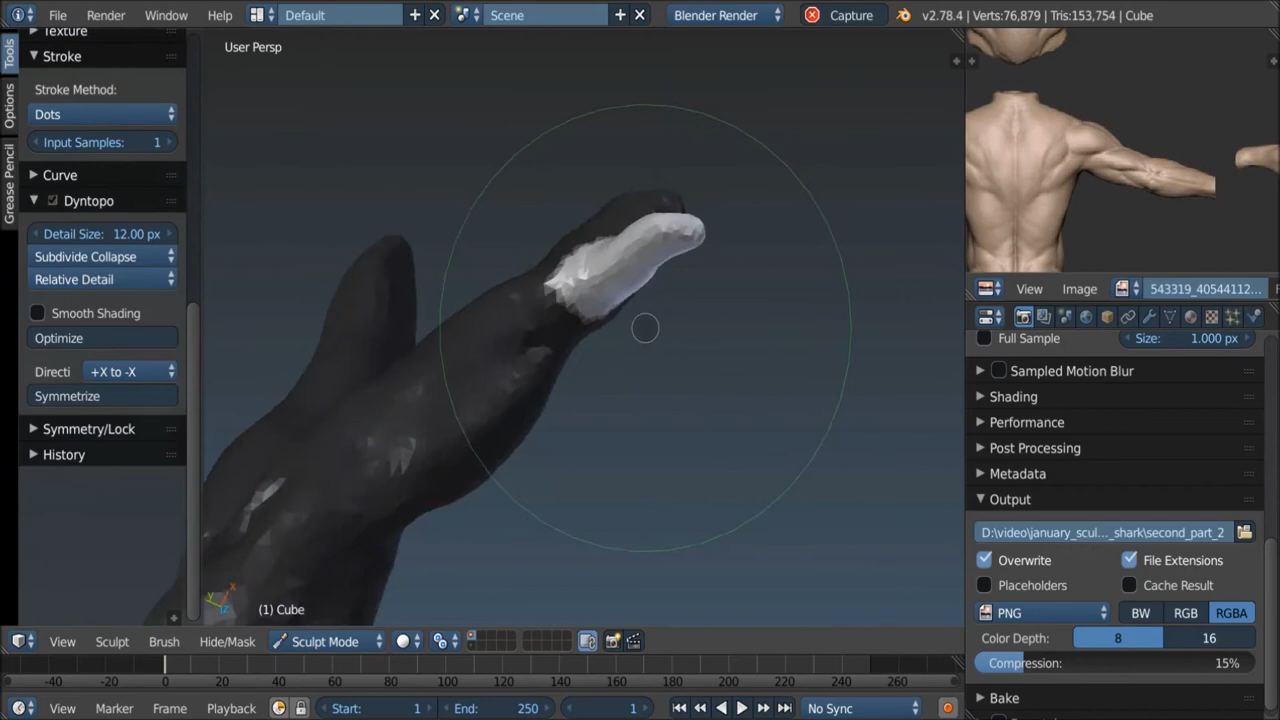 File Render Window Help Default Scene Blender Render Capture v2.78.4 | Verts:76,879 | Tris:153,754 | Cube
Tools
Options
Grease Pencil
Texture
Stroke
Stroke Method:
Dots
Input Samples: 1
Curve
Dyntopo
Detail Size: 12.00 px
Subdivide Collapse
Relative Detail
Smooth Shading
Optimize
Directi +X to -X
Symmetrize
Symmetry/Lock
History
User Persp
(1) Cube
View Image 543319_40544112...
Full Sample Size: 1.000 px
Sampled Motion Blur
Shading
Performance
Post Processing
Metadata
Output
D:\video\january_scul..._shark\second_part_2
Overwrite File Extensions
Placeholders Cache Result
PNG BW RGB RGBA
Color Depth: 8 16
Compression: 15%
Bake
View Sculpt Brush Hide/Mask Sculpt Mode
-40 -20 0 20 40 60 80 100 120 140 160 180 200 220 240 260
View Marker Frame Playback Start: 1 End: 250 1 No Sync